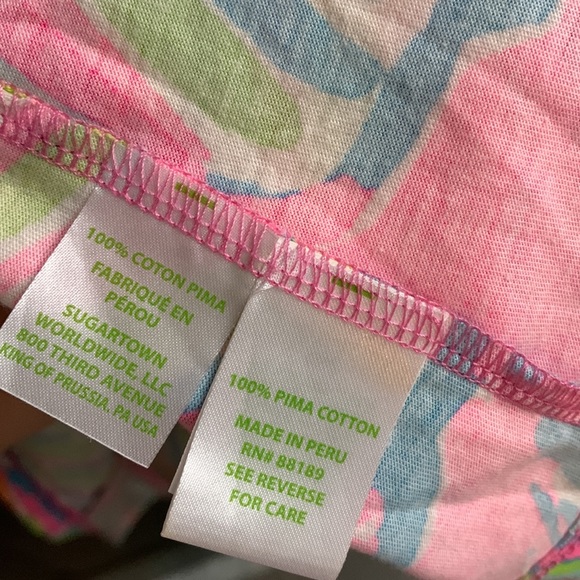 100% COTON PIMA
FABRIQUÉ EN
PÉROU
SUGARTOWN
WORLDWIDE, LLC
800 THIRD AVENUE
KING OF PRUSSIA, PA USA
100% PIMA COTTON
MADE IN PERU
RN# 88189
SEE REVERSE
FOR CARE